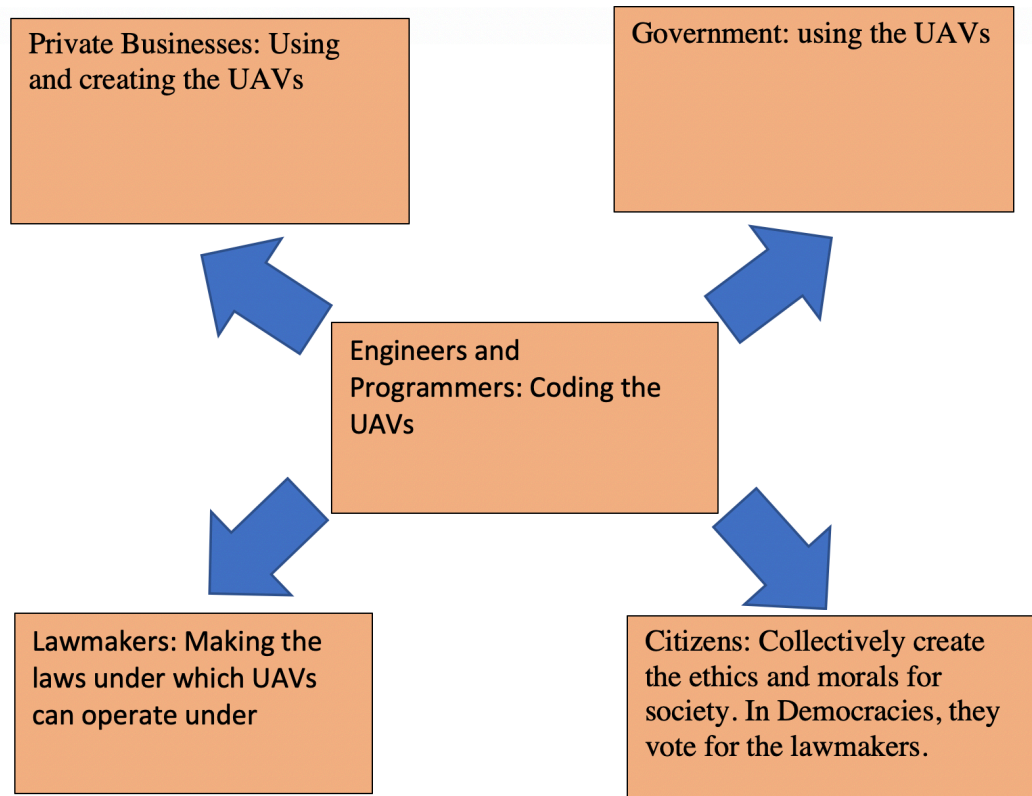 Private Businesses: Using
and creating the UAVs
Government: using the UAVs
Engineers and
Programmers: Coding the
UAVs
Lawmakers: Making the
laws under which UAVs
can operate under
Citizens: Collectively create
the ethics and morals for
society. In Democracies, they
vote for the lawmakers.